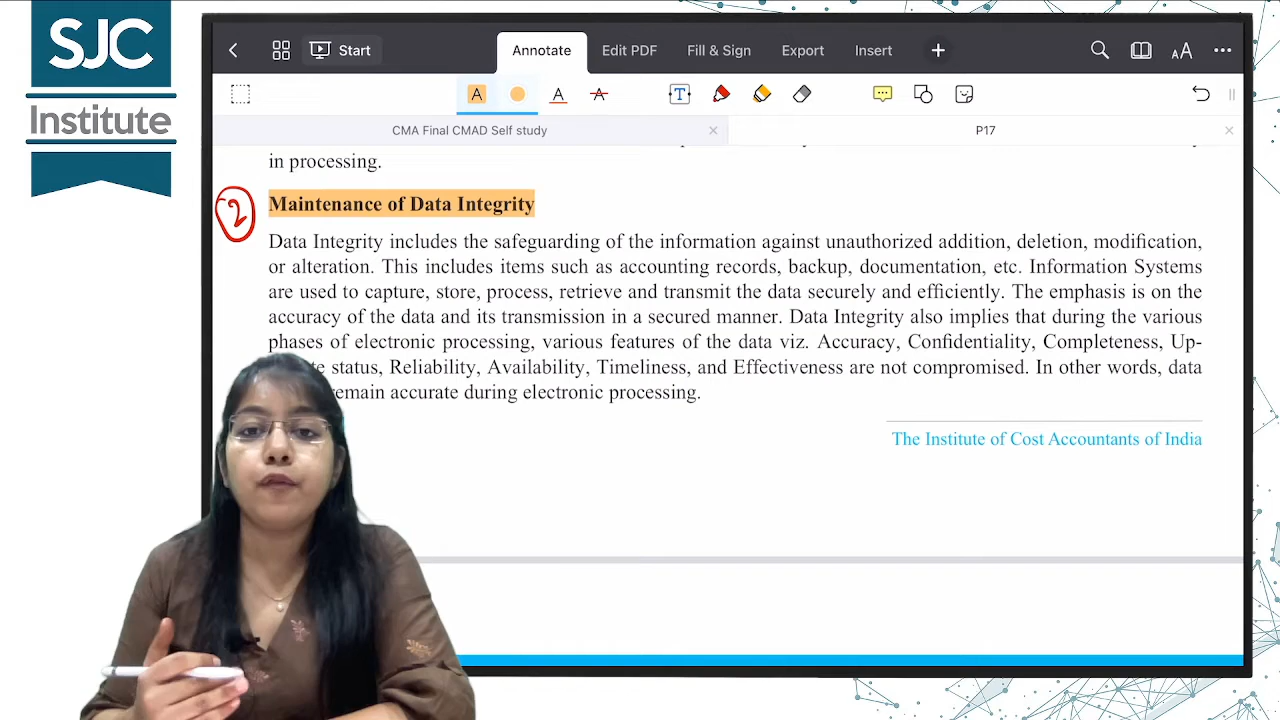 SJC
Institute
Start
Annotate
Edit PDF
Fill & Sign
Export
Insert
CMA Final CMAD Self study
P17
in processing.
2
Maintenance of Data Integrity
Data Integrity includes the safeguarding of the information against unauthorized addition, deletion, modification,
or alteration. This includes items such as accounting records, backup, documentation, etc. Information Systems
are used to capture, store, process, retrieve and transmit the data securely and efficiently. The emphasis is on the
accuracy of the data and its transmission in a secured manner. Data Integrity also implies that during the various
phases of electronic processing, various features of the data viz. Accuracy, Confidentiality, Completeness, Up-
status, Reliability, Availability, Timeliness, and Effectiveness are not compromised. In other words, data
remain accurate during electronic processing.
The Institute of Cost Accountants of India